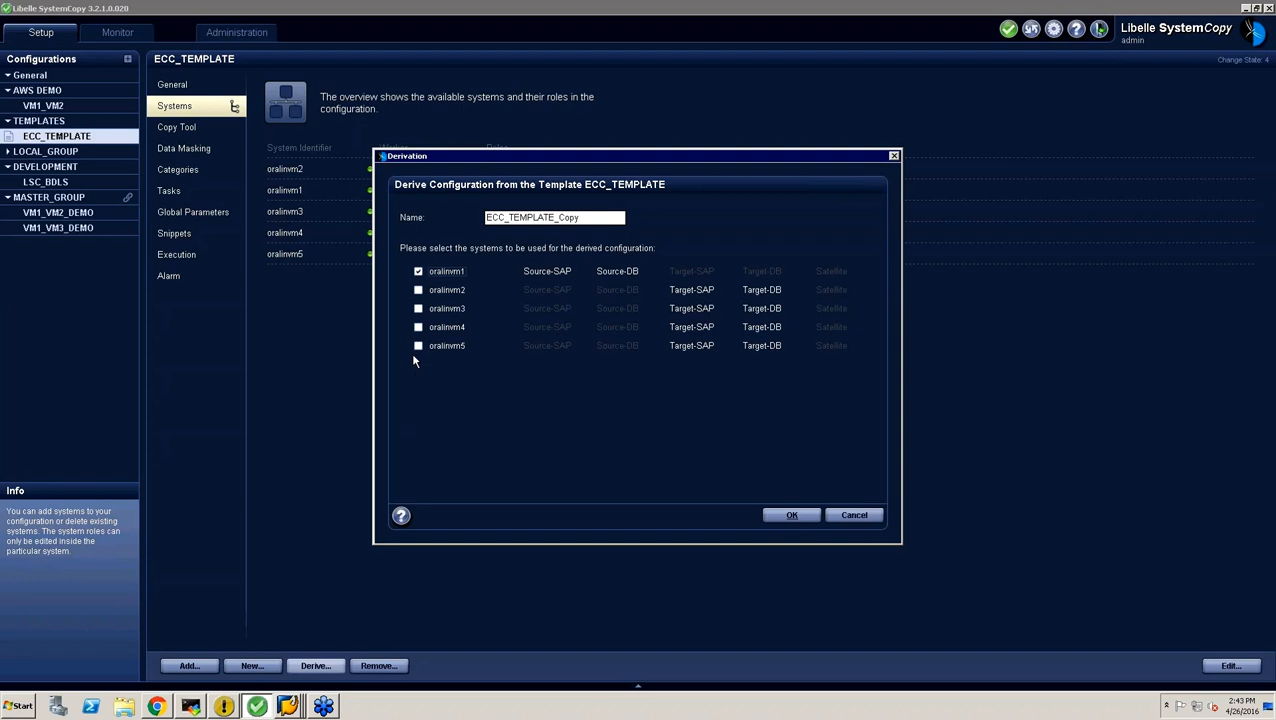 Libelle SystemCopy 3.2.1.0.020
Setup
Monitor
Administration
Libelle SystemCopy
admin
Configurations
General
AWS DEMO
VM1_VM2
TEMPLATES
ECC_TEMPLATE
LOCAL_GROUP
DEVELOPMENT
LSC_BDLS
MASTER_GROUP
VM1_VM2_DEMO
VM1_VM3_DEMO
ECC_TEMPLATE
Change State: 4
General
Systems
Copy Tool
Data Masking
Categories
Tasks
Global Parameters
Snippets
Execution
Alarm
The overview shows the available systems and their roles in the
configuration.
System Identifier Worker Roles
oralinvm2
oralinvm1
oralinvm3
oralinvm4
oralinvm5
Derivation
Derive Configuration from the Template ECC_TEMPLATE
Name: ECC_TEMPLATE_Copy
Please select the systems to be used for the derived configuration:
oralinvm1 Source-SAP Source-DB Target-SAP Target-DB Satellite
oralinvm2 Source-SAP Source-DB Target-SAP Target-DB Satellite
oralinvm3 Source-SAP Source-DB Target-SAP Target-DB Satellite
oralinvm4 Source-SAP Source-DB Target-SAP Target-DB Satellite
oralinvm5 Source-SAP Source-DB Target-SAP Target-DB Satellite
OK Cancel
Info
You can add systems to your
configuration or delete existing
systems. The system roles can
only be edited inside the
particular system.
Add... New... Derive... Remove... Edit...
Start
2:43 PM
4/26/2016